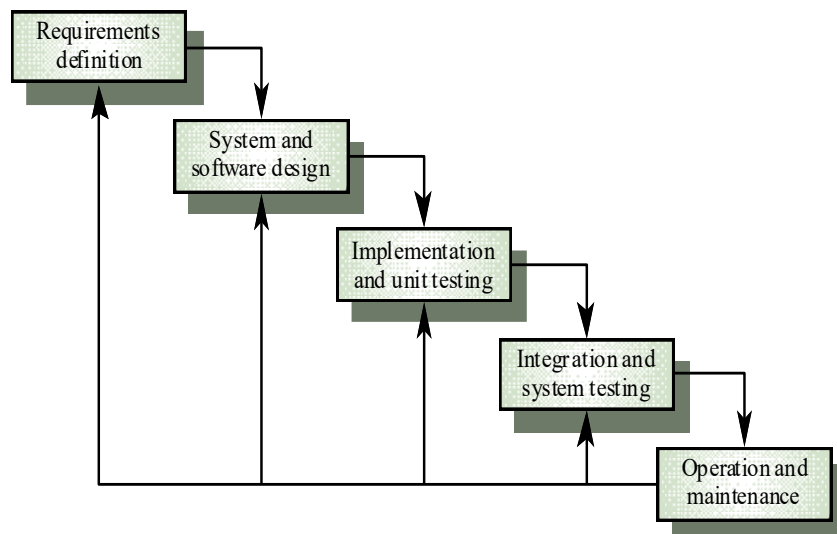 Requirements
definition
System and
software design
Implementation
and unit testing
Integration and
system testing
Operation and
maintenance